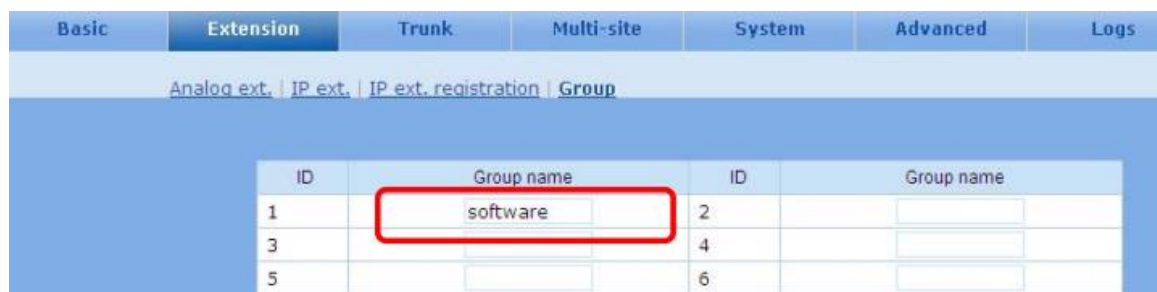 Basic Extension Trunk Multi-site System Advanced Logs
Analog ext. | IP ext. | IP ext. registration | Group
ID Group name ID Group name
1 software 2
3 4
5 6